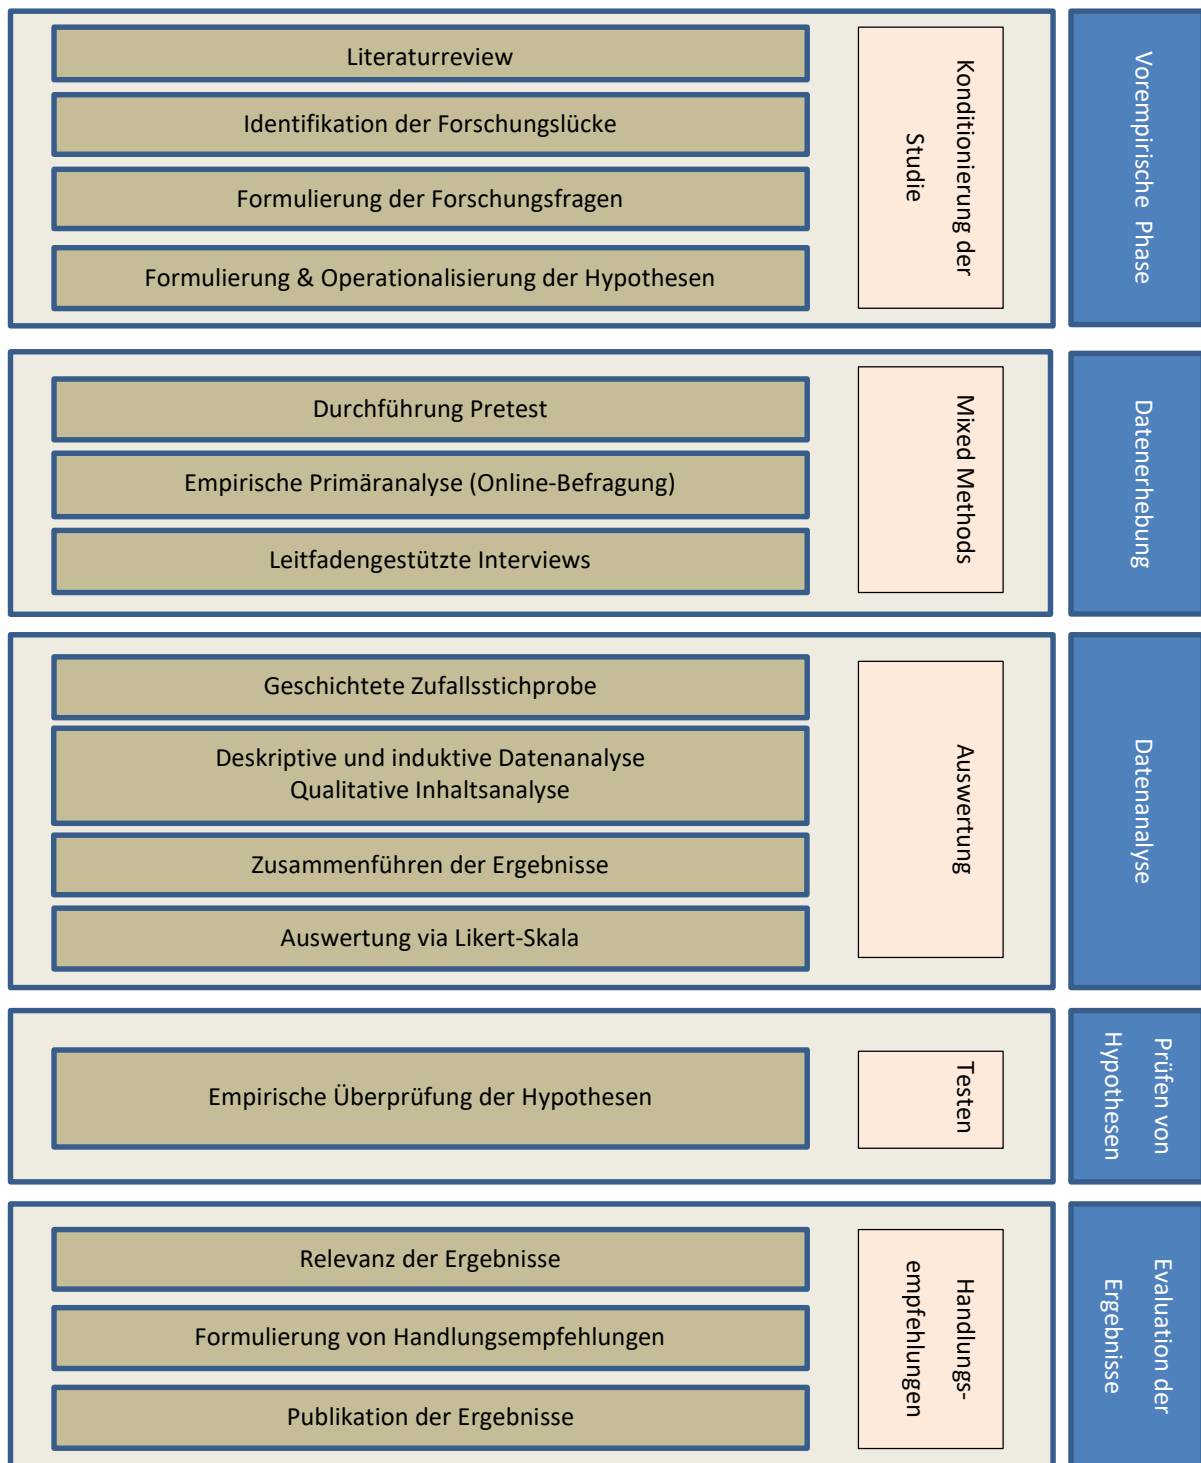 Literaturreview
Identifikation der Forschungslücke
Formulierung der Forschungsfragen
Formulierung & Operationalisierung der Hypothesen
Konditionierung der
Studie
Vorempirische Phase
Durchführung Pretest
Empirische Primäranalyse (Online-Befragung)
Leitfadengestützte Interviews
Mixed Methods
Datenerhebung
Geschichtete Zufallsstichprobe
Deskriptive und induktive Datenanalyse
Qualitative Inhaltsanalyse
Zusammenführen der Ergebnisse
Auswertung via Likert-Skala
Auswertung
Datenanalyse
Empirische Überprüfung der Hypothesen
Testen
Prüfen von
Hypothesen
Relevanz der Ergebnisse
Formulierung von Handlungsempfehlungen
Publikation der Ergebnisse
Handlungs-
empfehlungen
Evaluation der
Ergebnisse